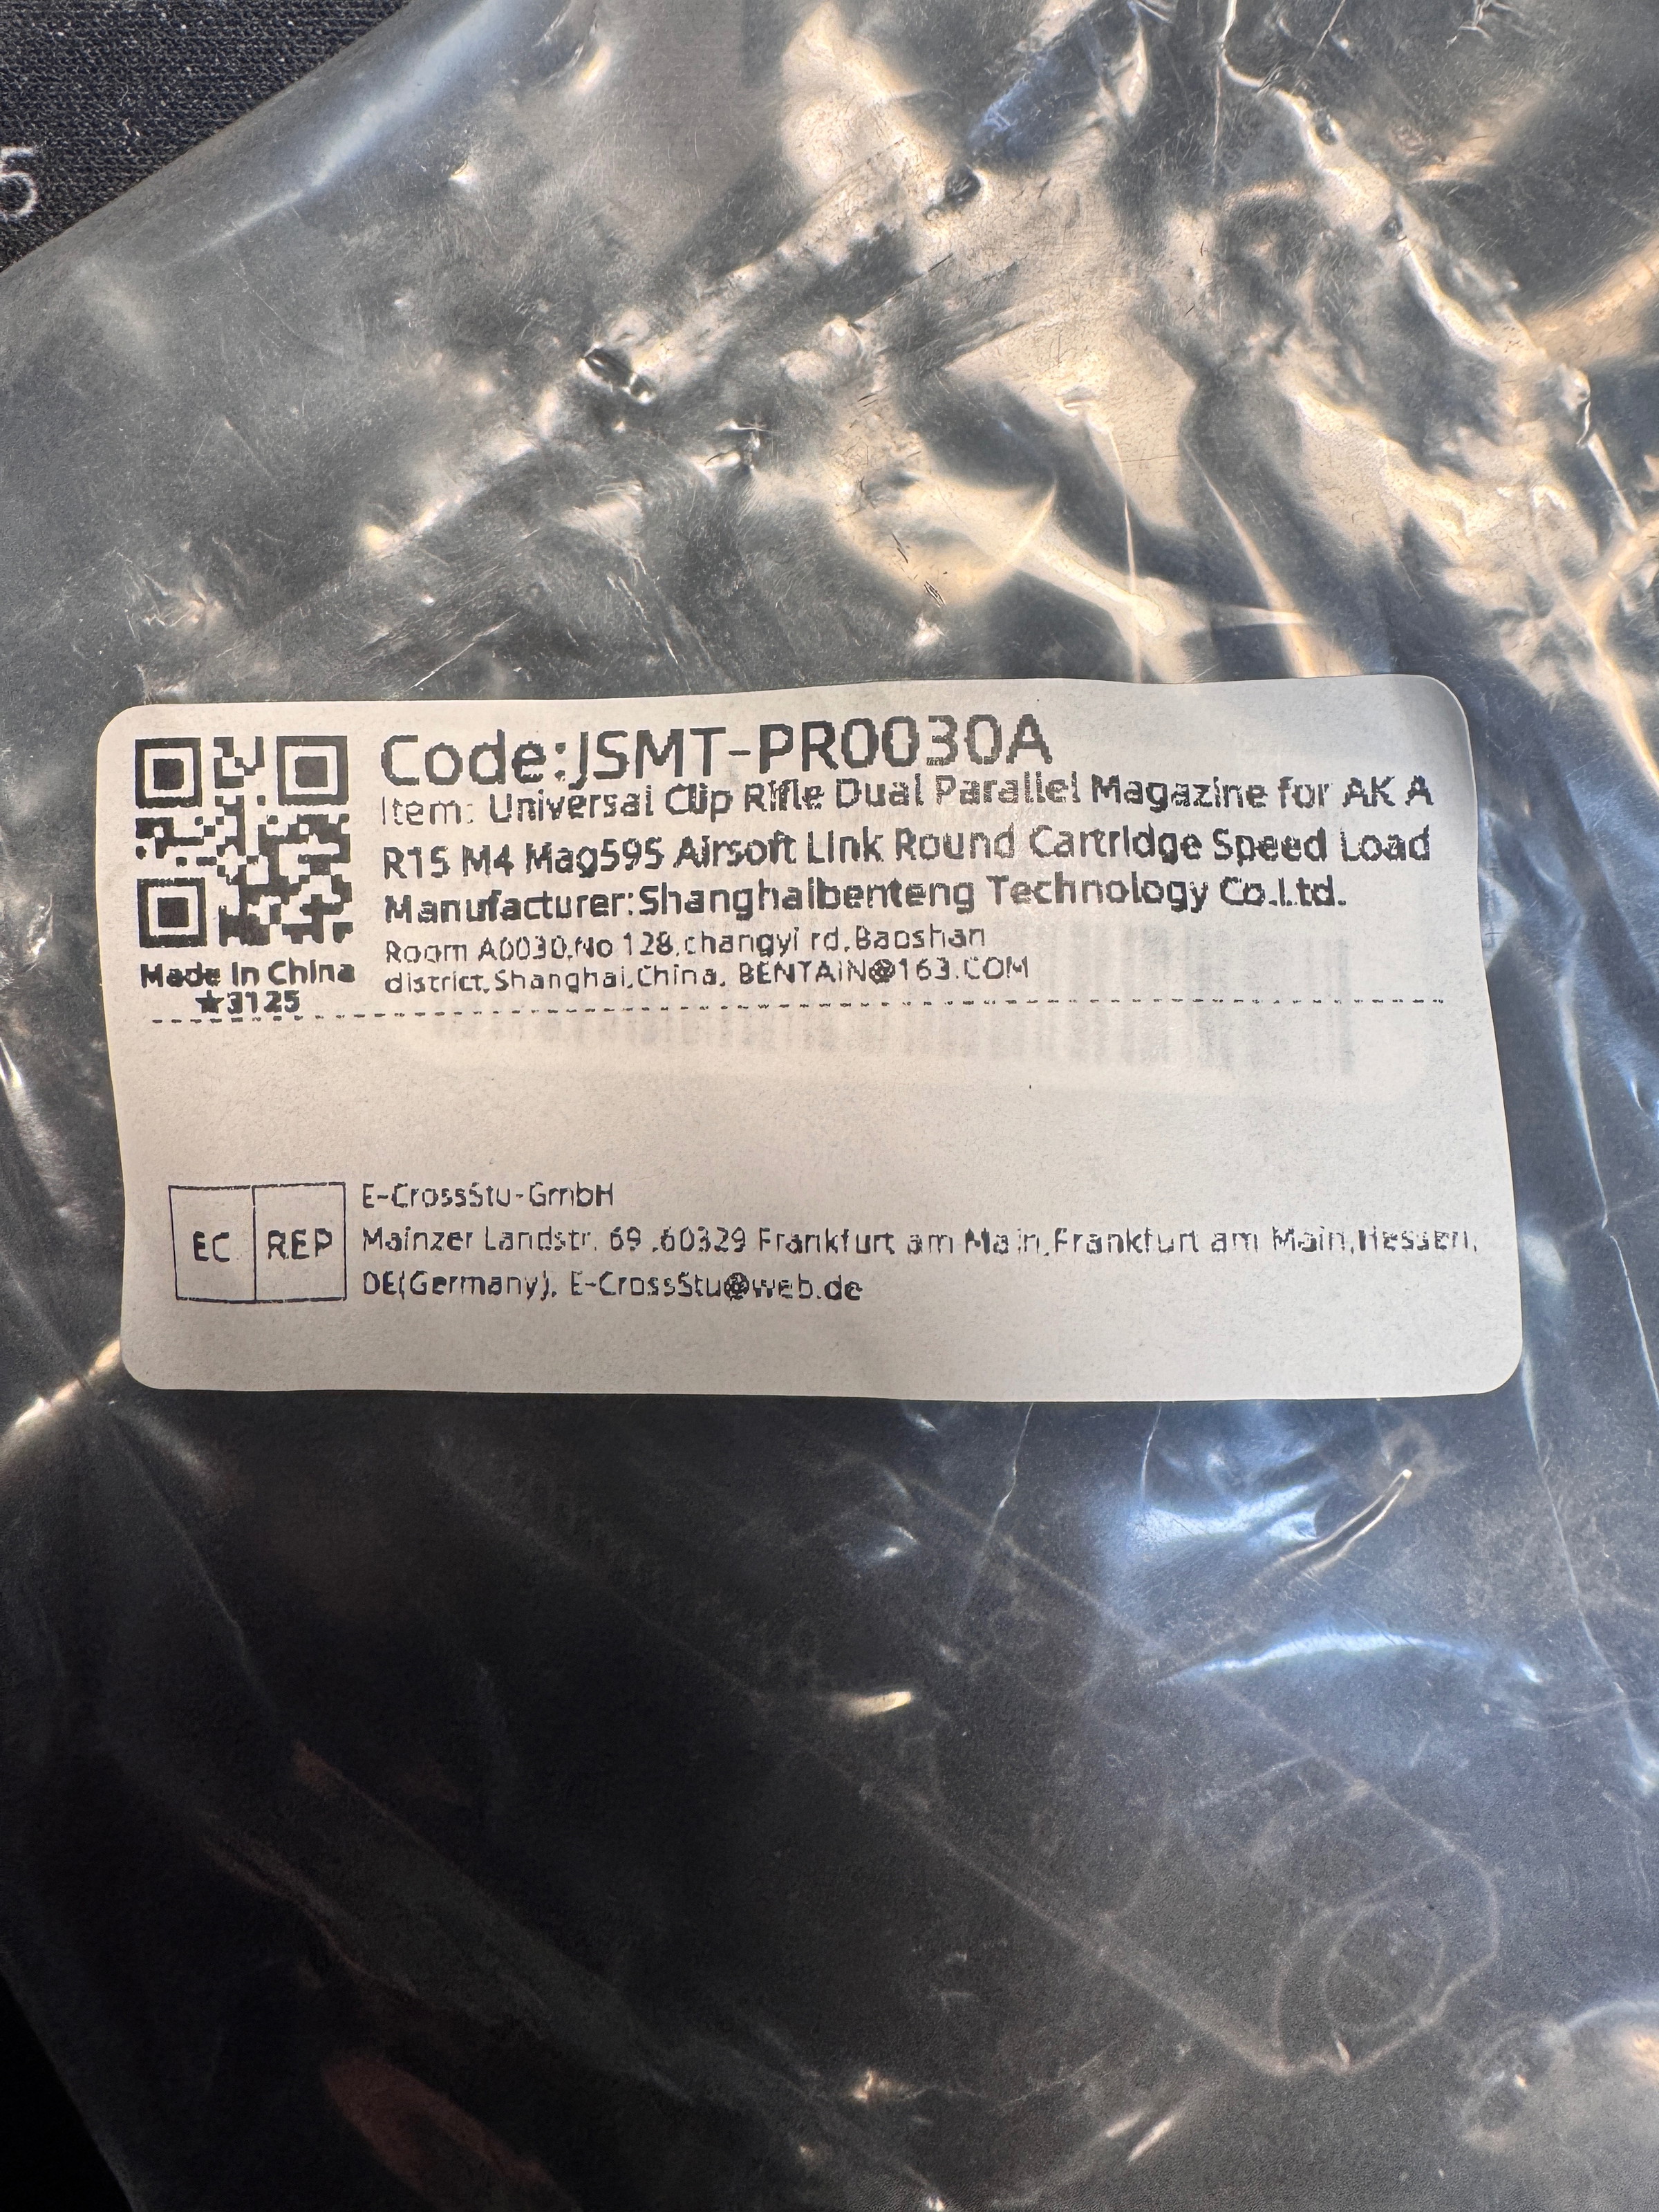 5
Code:JSMT-PR0030A
Item: Universal Clip Rifle Dual Parallel Magazine for AK A
R15 M4 Mag595 Airsoft Link Round Cartridge Speed Load
Manufacturer:Shanghaibenteng Technology Co.Ltd.
Room A0030,No 128,changyi rd,Baoshan
district,Shanghai,China, BENTAIN@163.COM
Made in China
★3125
EC REP
E-CrossStu-GmbH
Mainzer Landstr. 69 ,60329 Frankfurt am Main,Frankfurt am Main,Hessen,
DE(Germany), E-CrossStu@web.de